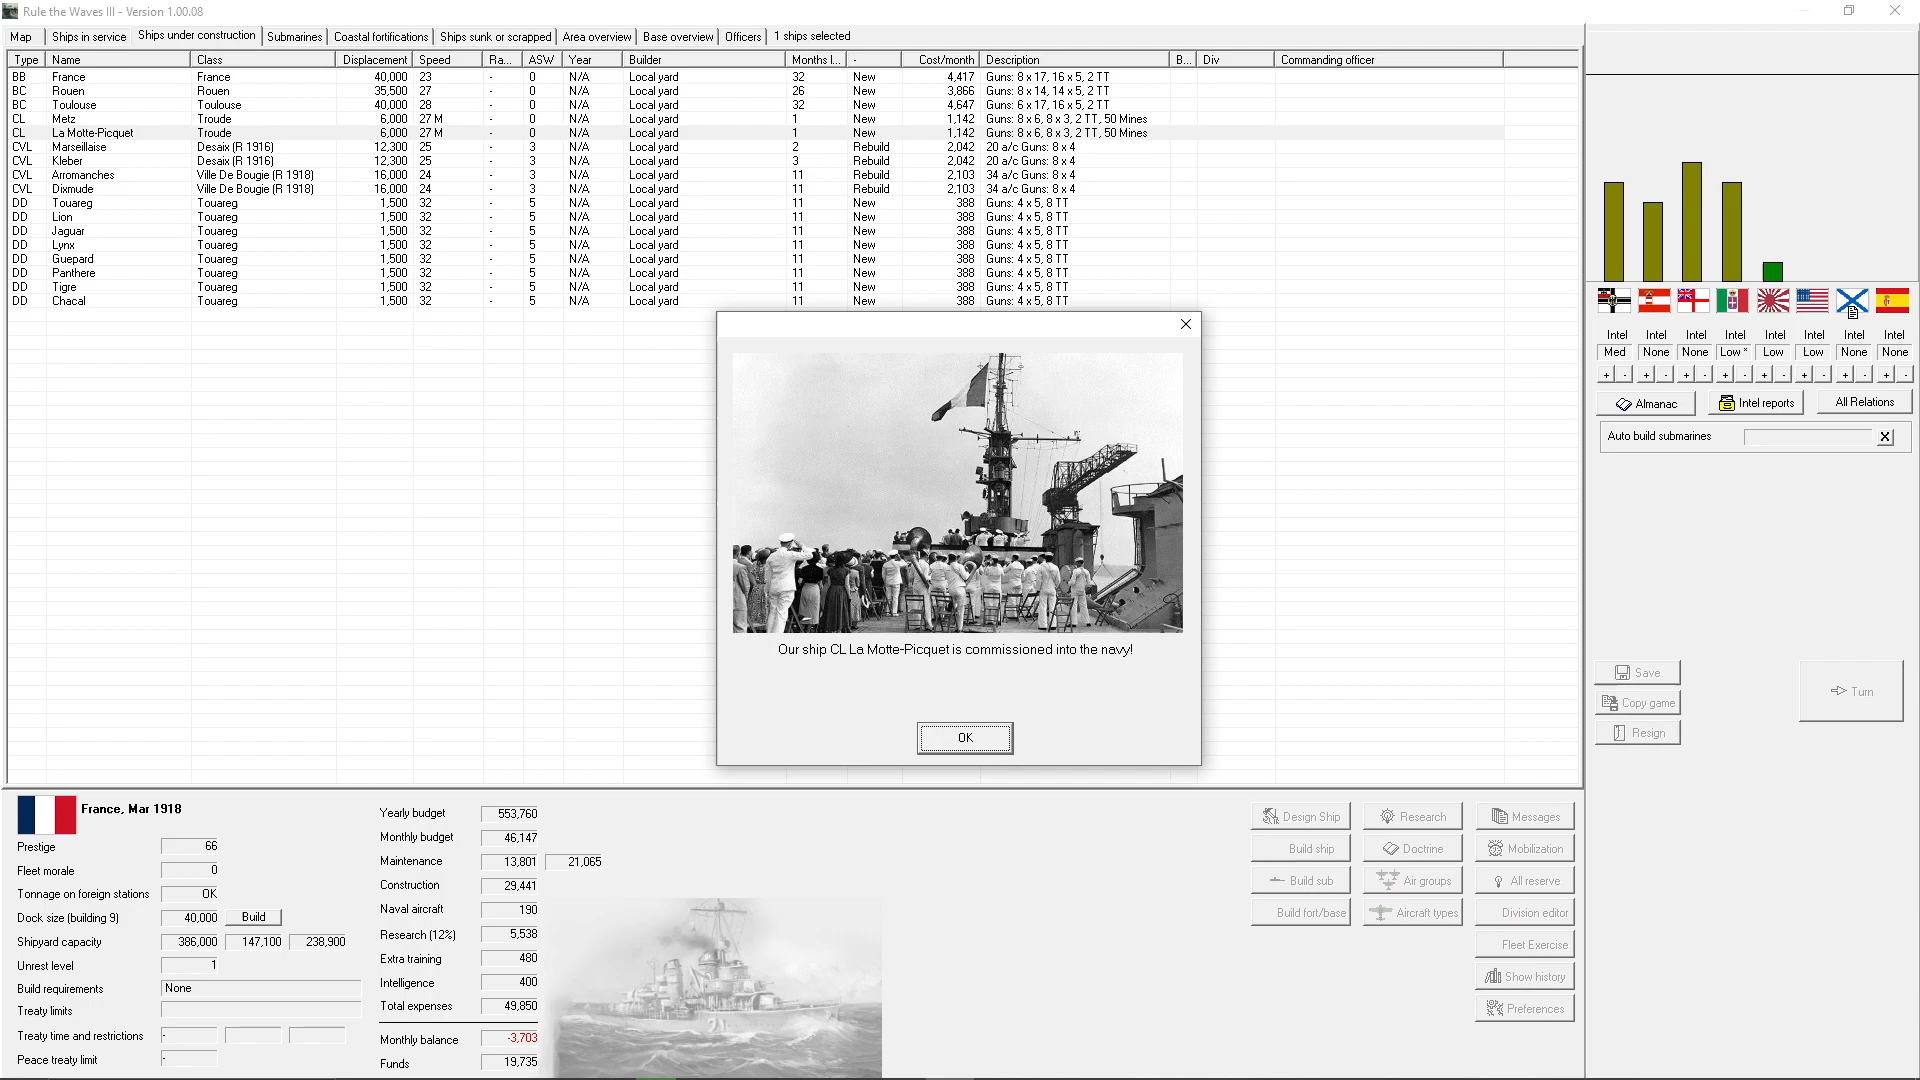 Rule the Waves III - Version 1.00.08
Map Ships in service Ships under construction Submarines Coastal fortifications Ships sunk or scrapped Area overview Base overview Officers 1 ships selected
Type Name Class Displacement Speed Ra... ASW Year Builder Months l... - Cost/month Description B... Div Commanding officer
BB France France 40,000 23 - 0 N/A Local yard 32 New 4,417 Guns: 8 x 17, 16 x 5, 2 TT
BC Rouen Rouen 35,500 27 - 0 N/A Local yard 26 New 3,866 Guns: 8 x 14, 14 x 5, 2 TT
BC Toulouse Toulouse 40,000 28 - 0 N/A Local yard 32 New 4,647 Guns: 6 x 17, 16 x 5, 2 TT
CL Metz Troude 6,000 27 M - 0 N/A Local yard 1 New 1,142 Guns: 8 x 6, 8 x 3, 2 TT, 50 Mines
CL La Motte-Picquet Troude 6,000 27 M - 0 N/A Local yard 1 New 1,142 Guns: 8 x 6, 8 x 3, 2 TT, 50 Mines
CVL Marseillaise Desaix (R 1916) 12,300 25 - 3 N/A Local yard 2 Rebuild 2,042 20 a/c Guns: 8 x 4
CVL Kleber Desaix (R 1916) 12,300 25 - 3 N/A Local yard 3 Rebuild 2,042 20 a/c Guns: 8 x 4
CVL Arromanches Ville De Bougie (R 1918) 16,000 24 - 3 N/A Local yard 11 Rebuild 2,103 34 a/c Guns: 8 x 4
CVL Dixmude Ville De Bougie (R 1918) 16,000 24 - 3 N/A Local yard 11 Rebuild 2,103 34 a/c Guns: 8 x 4
DD Touareg Touareg 1,500 32 - 5 N/A Local yard 11 New 388 Guns: 4 x 5, 8 TT
DD Lion Touareg 1,500 32 - 5 N/A Local yard 11 New 388 Guns: 4 x 5, 8 TT
DD Jaguar Touareg 1,500 32 - 5 N/A Local yard 11 New 388 Guns: 4 x 5, 8 TT
DD Lynx Touareg 1,500 32 - 5 N/A Local yard 11 New 388 Guns: 4 x 5, 8 TT
DD Guepard Touareg 1,500 32 - 5 N/A Local yard 11 New 388 Guns: 4 x 5, 8 TT
DD Panthere Touareg 1,500 32 - 5 N/A Local yard 11 New 388 Guns: 4 x 5, 8 TT
DD Tigre Touareg 1,500 32 - 5 N/A Local yard 11 New 388 Guns: 4 x 5, 8 TT
DD Chacal Touareg 1,500 32 - 5 N/A Local yard 11 New 388 Guns: 4 x 5, 8 TT
Our ship CL La Motte-Picquet is commissioned into the navy!
OK
Intel Intel Intel Intel Intel Intel Intel Intel
Med None None Low * Low Low None None
+ - + - + - + - + - + - + - + -
Almanac Intel reports All Relations
Auto build submarines X
Save
Copy game
Resign
Turn
France, Mar 1918
Prestige 66
Fleet morale 0
Tonnage on foreign stations OK
Dock size (building 9) 40,000 Build
Shipyard capacity 386,000 147,100 238,900
Unrest level 1
Build requirements None
Treaty limits
Treaty time and restrictions -
Peace treaty limit -
Yearly budget 553,760
Monthly budget 46,147
Maintenance 13,801 21,065
Construction 29,441
Naval aircraft 190
Research (12%) 5,538
Extra training 480
Intelligence 400
Total expenses 49,850
Monthly balance -3,703
Funds 19,735
Design Ship Research Messages
Build ship Doctrine Mobilization
Build sub Air groups All reserve
Build fort/base Aircraft types Division editor
Fleet Exercise
Show history
Preferences